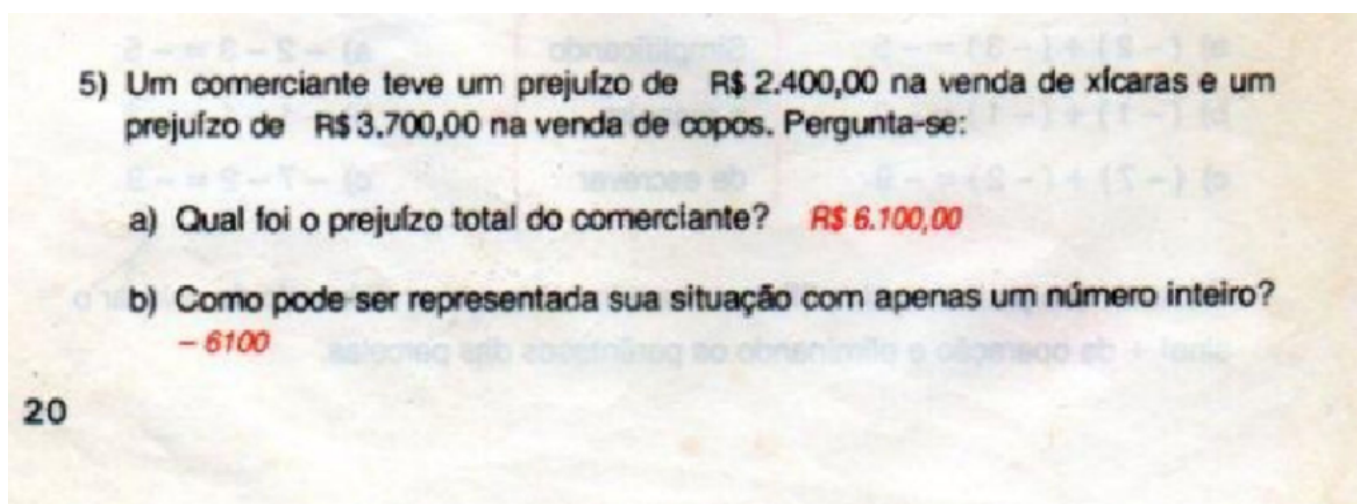 5) Um comerciante teve um prejuízo de R$ 2.400,00 na venda de xícaras e um
prejuízo de R$ 3.700,00 na venda de copos. Pergunta-se:
a) Qual foi o prejuízo total do comerciante? R$ 6.100,00
b) Como pode ser representada sua situação com apenas um número inteiro?
– 6100
20